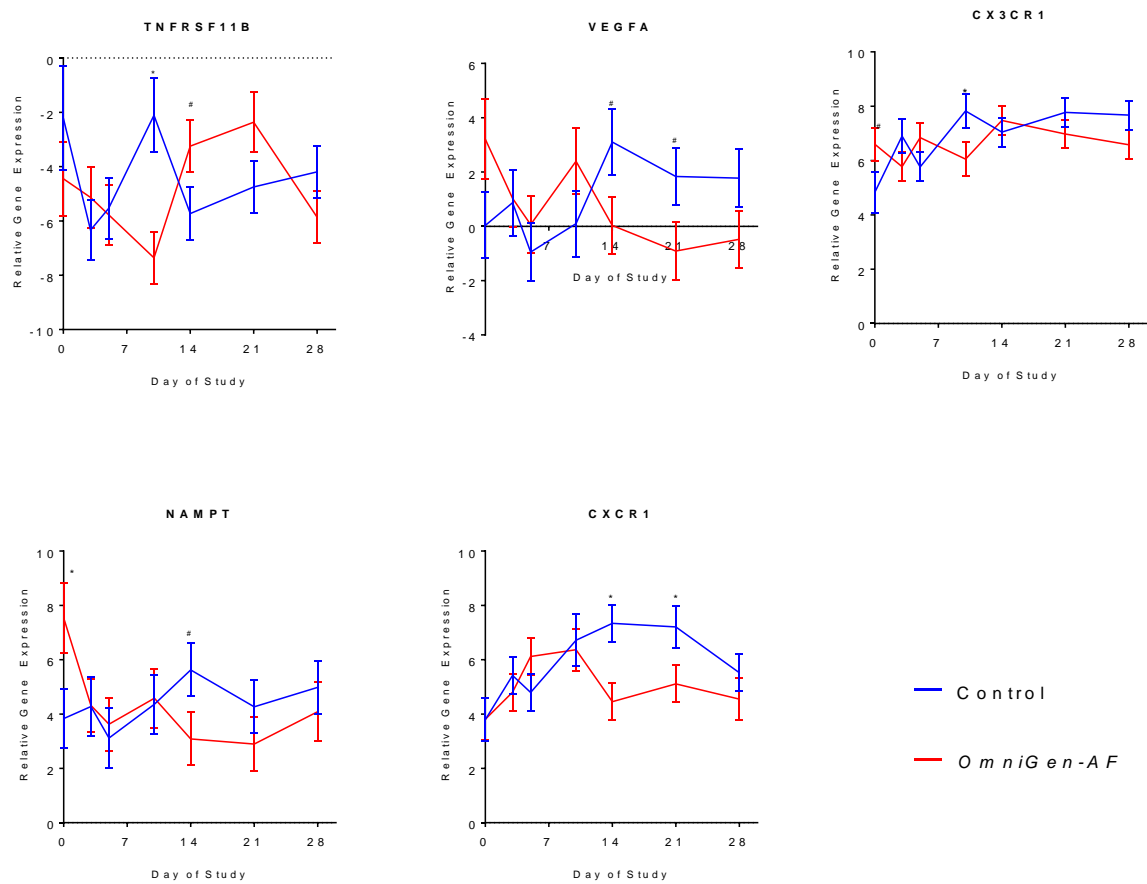 TNFRSF11B
Relative Gene Expression
0
-2
-4
-6
-8
-10
*
#
0 7 14 21 28
Day of Study
VEGFA
Relative Gene Expression
6
4
2
0
-2
-4
#
#
7 14 21 28
Day of Study
CX3CR1
Relative Gene Expression
10
8
6
4
2
0
#
*
0 7 14 21 28
Day of Study
NAMPT
Relative Gene Expression
10
8
6
4
2
0
*
#
0 7 14 21 28
Day of Study
CXCR1
Relative Gene Expression
10
8
6
4
2
0
* *
0 7 14 21 28
Day of Study
Control
OmniGen-AF